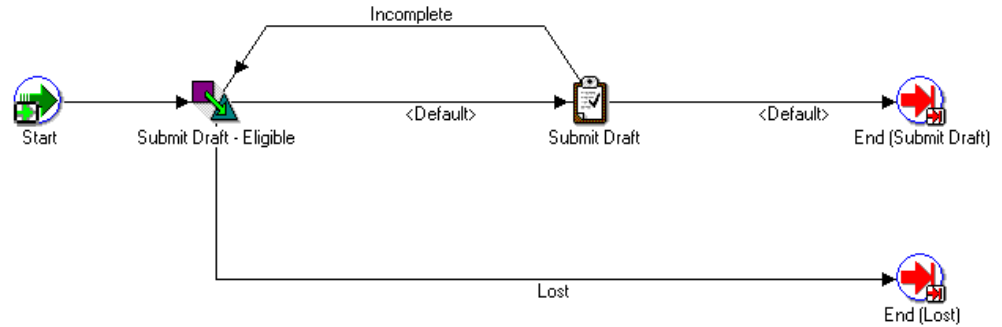 Incomplete
<Default>
<Default>
Start
Submit Draft - Eligible
Submit Draft
End (Submit Draft)
Lost
End (Lost)